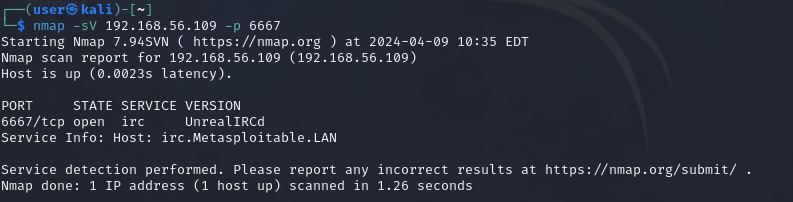 ┌──(user㉿kali)-[~]
└─$ nmap -sV 192.168.56.109 -p 6667
Starting Nmap 7.94SVN ( https://nmap.org ) at 2024-04-09 10:35 EDT
Nmap scan report for 192.168.56.109 (192.168.56.109)
Host is up (0.0023s latency).

PORT     STATE SERVICE VERSION
6667/tcp open  irc     UnrealIRCd
Service Info: Host: irc.Metasploitable.LAN

Service detection performed. Please report any incorrect results at https://nmap.org/submit/ .
Nmap done: 1 IP address (1 host up) scanned in 1.26 seconds